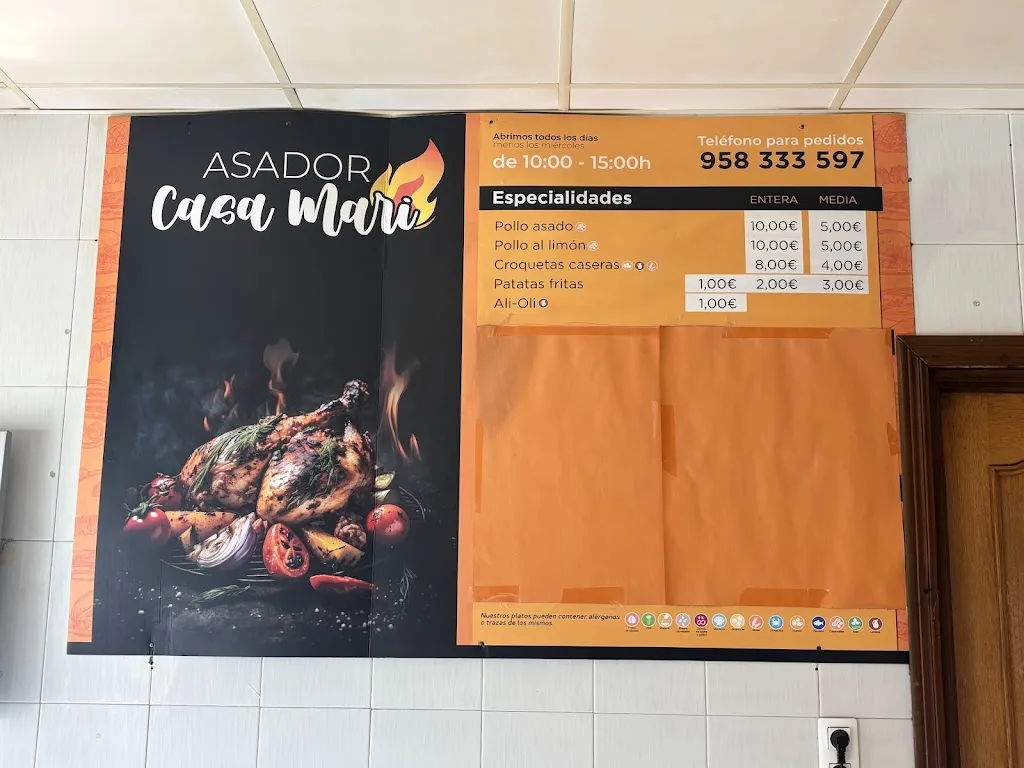 ASADOR
Casa Mari
Abrimos todos los días
menos los miércoles
de 10:00 - 15:00h
Teléfono para pedidos
958 333 597
Especialidades ENTERA MEDIA
Pollo asado 10,00€ 5,00€
Pollo al limón 10,00€ 5,00€
Croquetas caseras 8,00€ 4,00€
Patatas fritas 1,00€ 2,00€ 3,00€
Ali-Oli 1,00€
Nuestros platos pueden contener alérgenos
o trazas de los mismos.